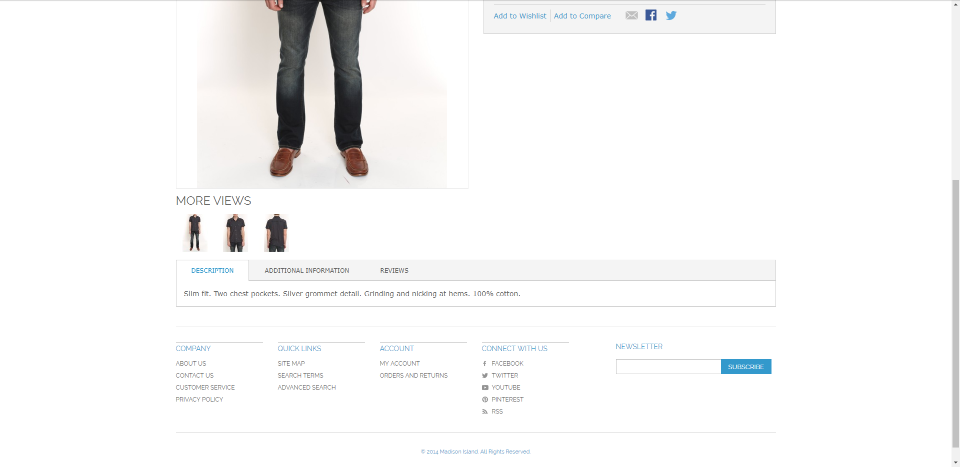 Add to Wishlist Add to Compare
MORE VIEWS
DESCRIPTION ADDITIONAL INFORMATION REVIEWS
Slim fit. Two chest pockets. Silver grommet detail. Grinding and nicking at hems. 100% cotton.
COMPANY
ABOUT US
CONTACT US
CUSTOMER SERVICE
PRIVACY POLICY
QUICK LINKS
SITE MAP
SEARCH TERMS
ADVANCED SEARCH
ACCOUNT
MY ACCOUNT
ORDERS AND RETURNS
CONNECT WITH US
FACEBOOK
TWITTER
YOUTUBE
PINTEREST
RSS
NEWSLETTER
SUBSCRIBE
© 2014 Madison Island. All Rights Reserved.